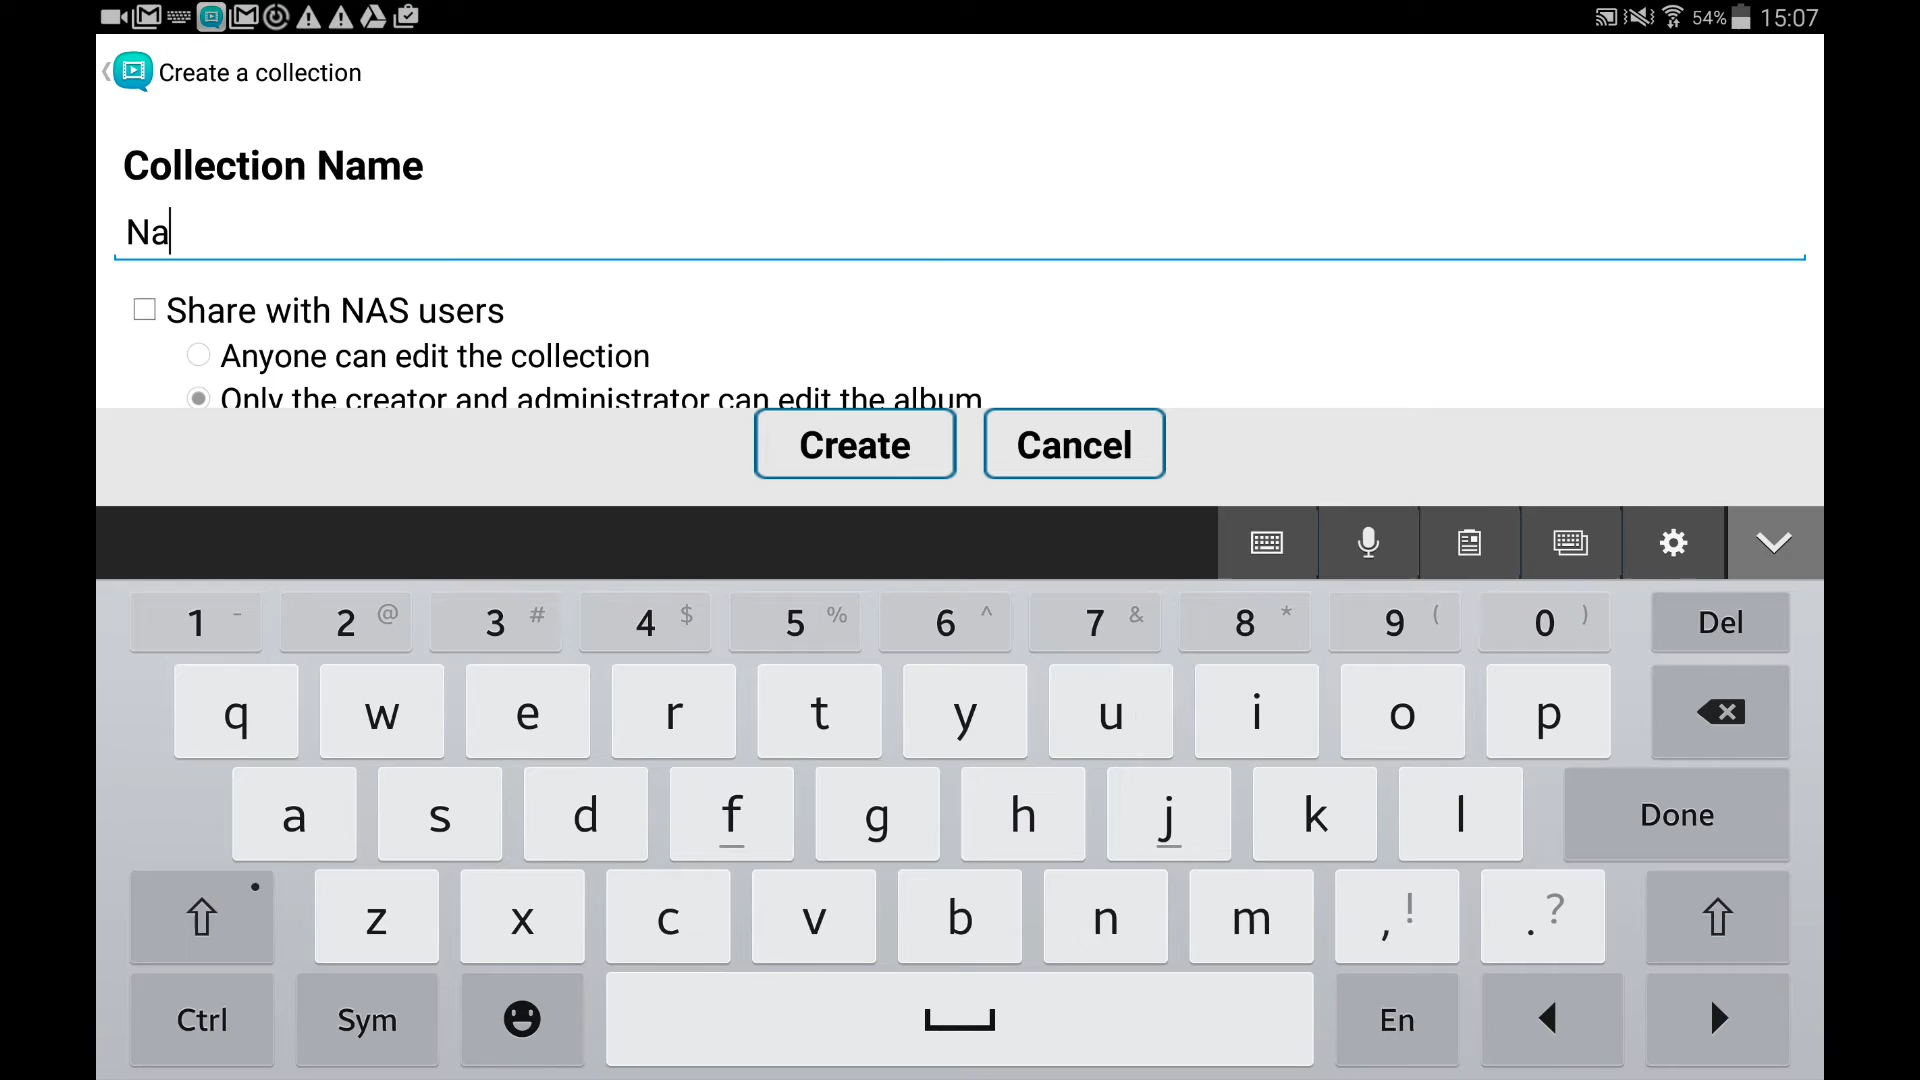 54% 15:07
Create a collection
Collection Name
Na
Share with NAS users
Anyone can edit the collection
Only the creator and administrator can edit the album
Create Cancel
1 - 2 @ 3 # 4 $ 5 % 6 ^ 7 & 8 * 9 ( 0 ) Del
q w e r t y u i o p
a s d f g h j k l Done
z x c v b n m , ! . ?
Ctrl Sym En